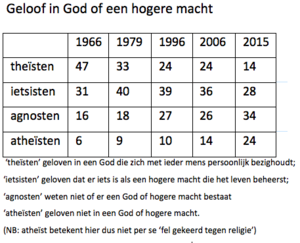 Geloof in God of een hogere macht
1966 1979 1996 2006 2015
theïsten 47 33 24 24 14
ietsisten 31 40 39 36 28
agnosten 16 18 27 26 34
atheïsten 6 9 10 14 24
'theïsten' geloven in een God die zich met ieder mens persoonlijk bezighoudt;
'ietsisten' geloven dat er iets is als een hogere macht die het leven beheerst;
'agnosten' weten niet of er een God of hogere macht bestaat
'atheïsten' geloven niet in een God of hogere macht.
(NB: atheïst betekent hier dus niet per se 'fel gekeerd tegen religie')